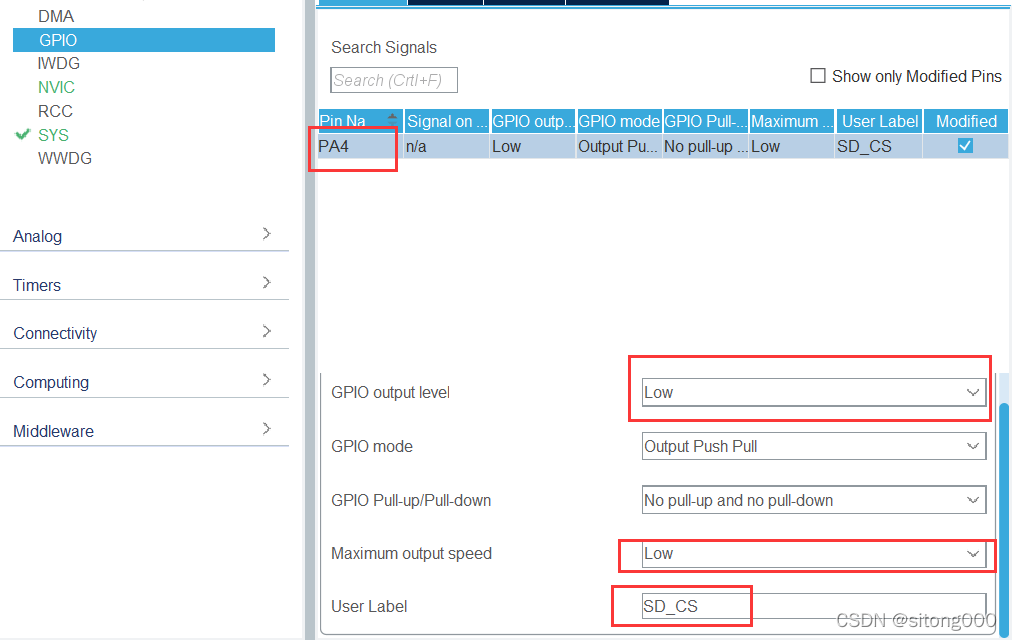 DMA
GPIO
IWDG
NVIC
RCC
SYS
WWDG
Analog
Timers
Connectivity
Computing
Middleware
Search Signals
Search (CrtI+F)
Show only Modified Pins
Pin Na Signal on ... GPIO outp... GPIO mode GPIO Pull-... Maximum ... User Label Modified
PA4 n/a Low Output Pu... No pull-up ... Low SD_CS
GPIO output level Low
GPIO mode Output Push Pull
GPIO Pull-up/Pull-down No pull-up and no pull-down
Maximum output speed Low
User Label SD_CS
CSDN @sitong000